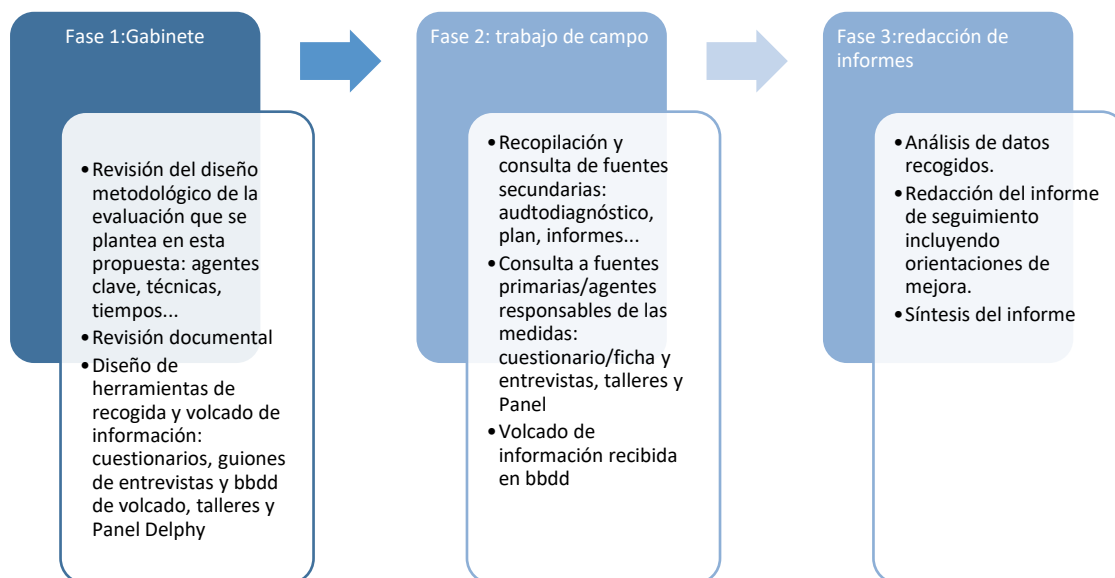 Fase 1:Gabinete
•Revisión del diseño
metodológico de la
evaluación que se
plantea en esta
propuesta: agentes
clave, técnicas,
tiempos...
•Revisión documental
•Diseño de
herramientas de
recogida y volcado de
información:
cuestionarios, guiones
de entrevistas y bbdd
de volcado, talleres y
Panel Delphy
Fase 2: trabajo de campo
•Recopilación y
consulta de fuentes
secundarias:
audtodiagnóstico,
plan, informes...
•Consulta a fuentes
primarias/agentes
responsables de las
medidas:
cuestionario/ficha y
entrevistas, talleres y
Panel
•Volcado de
información recibida
en bbdd
Fase 3:redacción de
informes
•Análisis de datos
recogidos.
•Redacción del informe
de seguimiento
incluyendo
orientaciones de
mejora.
•Síntesis del informe